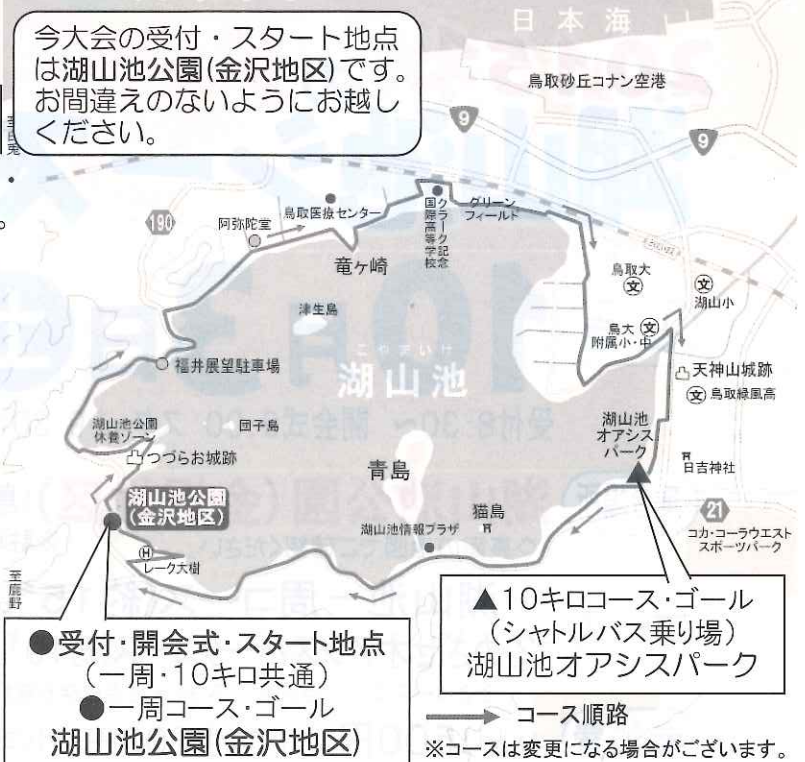 日本海
今大会の受付・スタート地点
は湖山池公園(金沢地区)です。
お間違えのないようにお越し
ください。
鳥取砂丘コナン空港
9
9
190
阿弥陀堂
鳥取医療センター
クラーク記念
国際高等学校
グリーン
フィールド
竜ヶ崎
鳥取大
文
文
湖山小
津生島
鳥大
附属小・中
文
こやまいけ
湖山池
福井展望駐車場
天神山城跡
文 鳥取緑風高
湖山池公園
休養ゾーン
団子島
つづらお城跡
青島
湖山池
オアシス
パーク
日吉神社
湖山池公園
(金沢地区)
猫島
湖山池情報プラザ
21
コカ・コーラウエスト
スポーツパーク
H
レーク大樹
至鹿野
●受付・開会式・スタート地点
(一周・10キロ共通)
●一周コース・ゴール
湖山池公園(金沢地区)
▲10キロコース・ゴール
(シャトルバス乗り場)
湖山池オアシスパーク
コース順路
※コースは変更になる場合がございます。